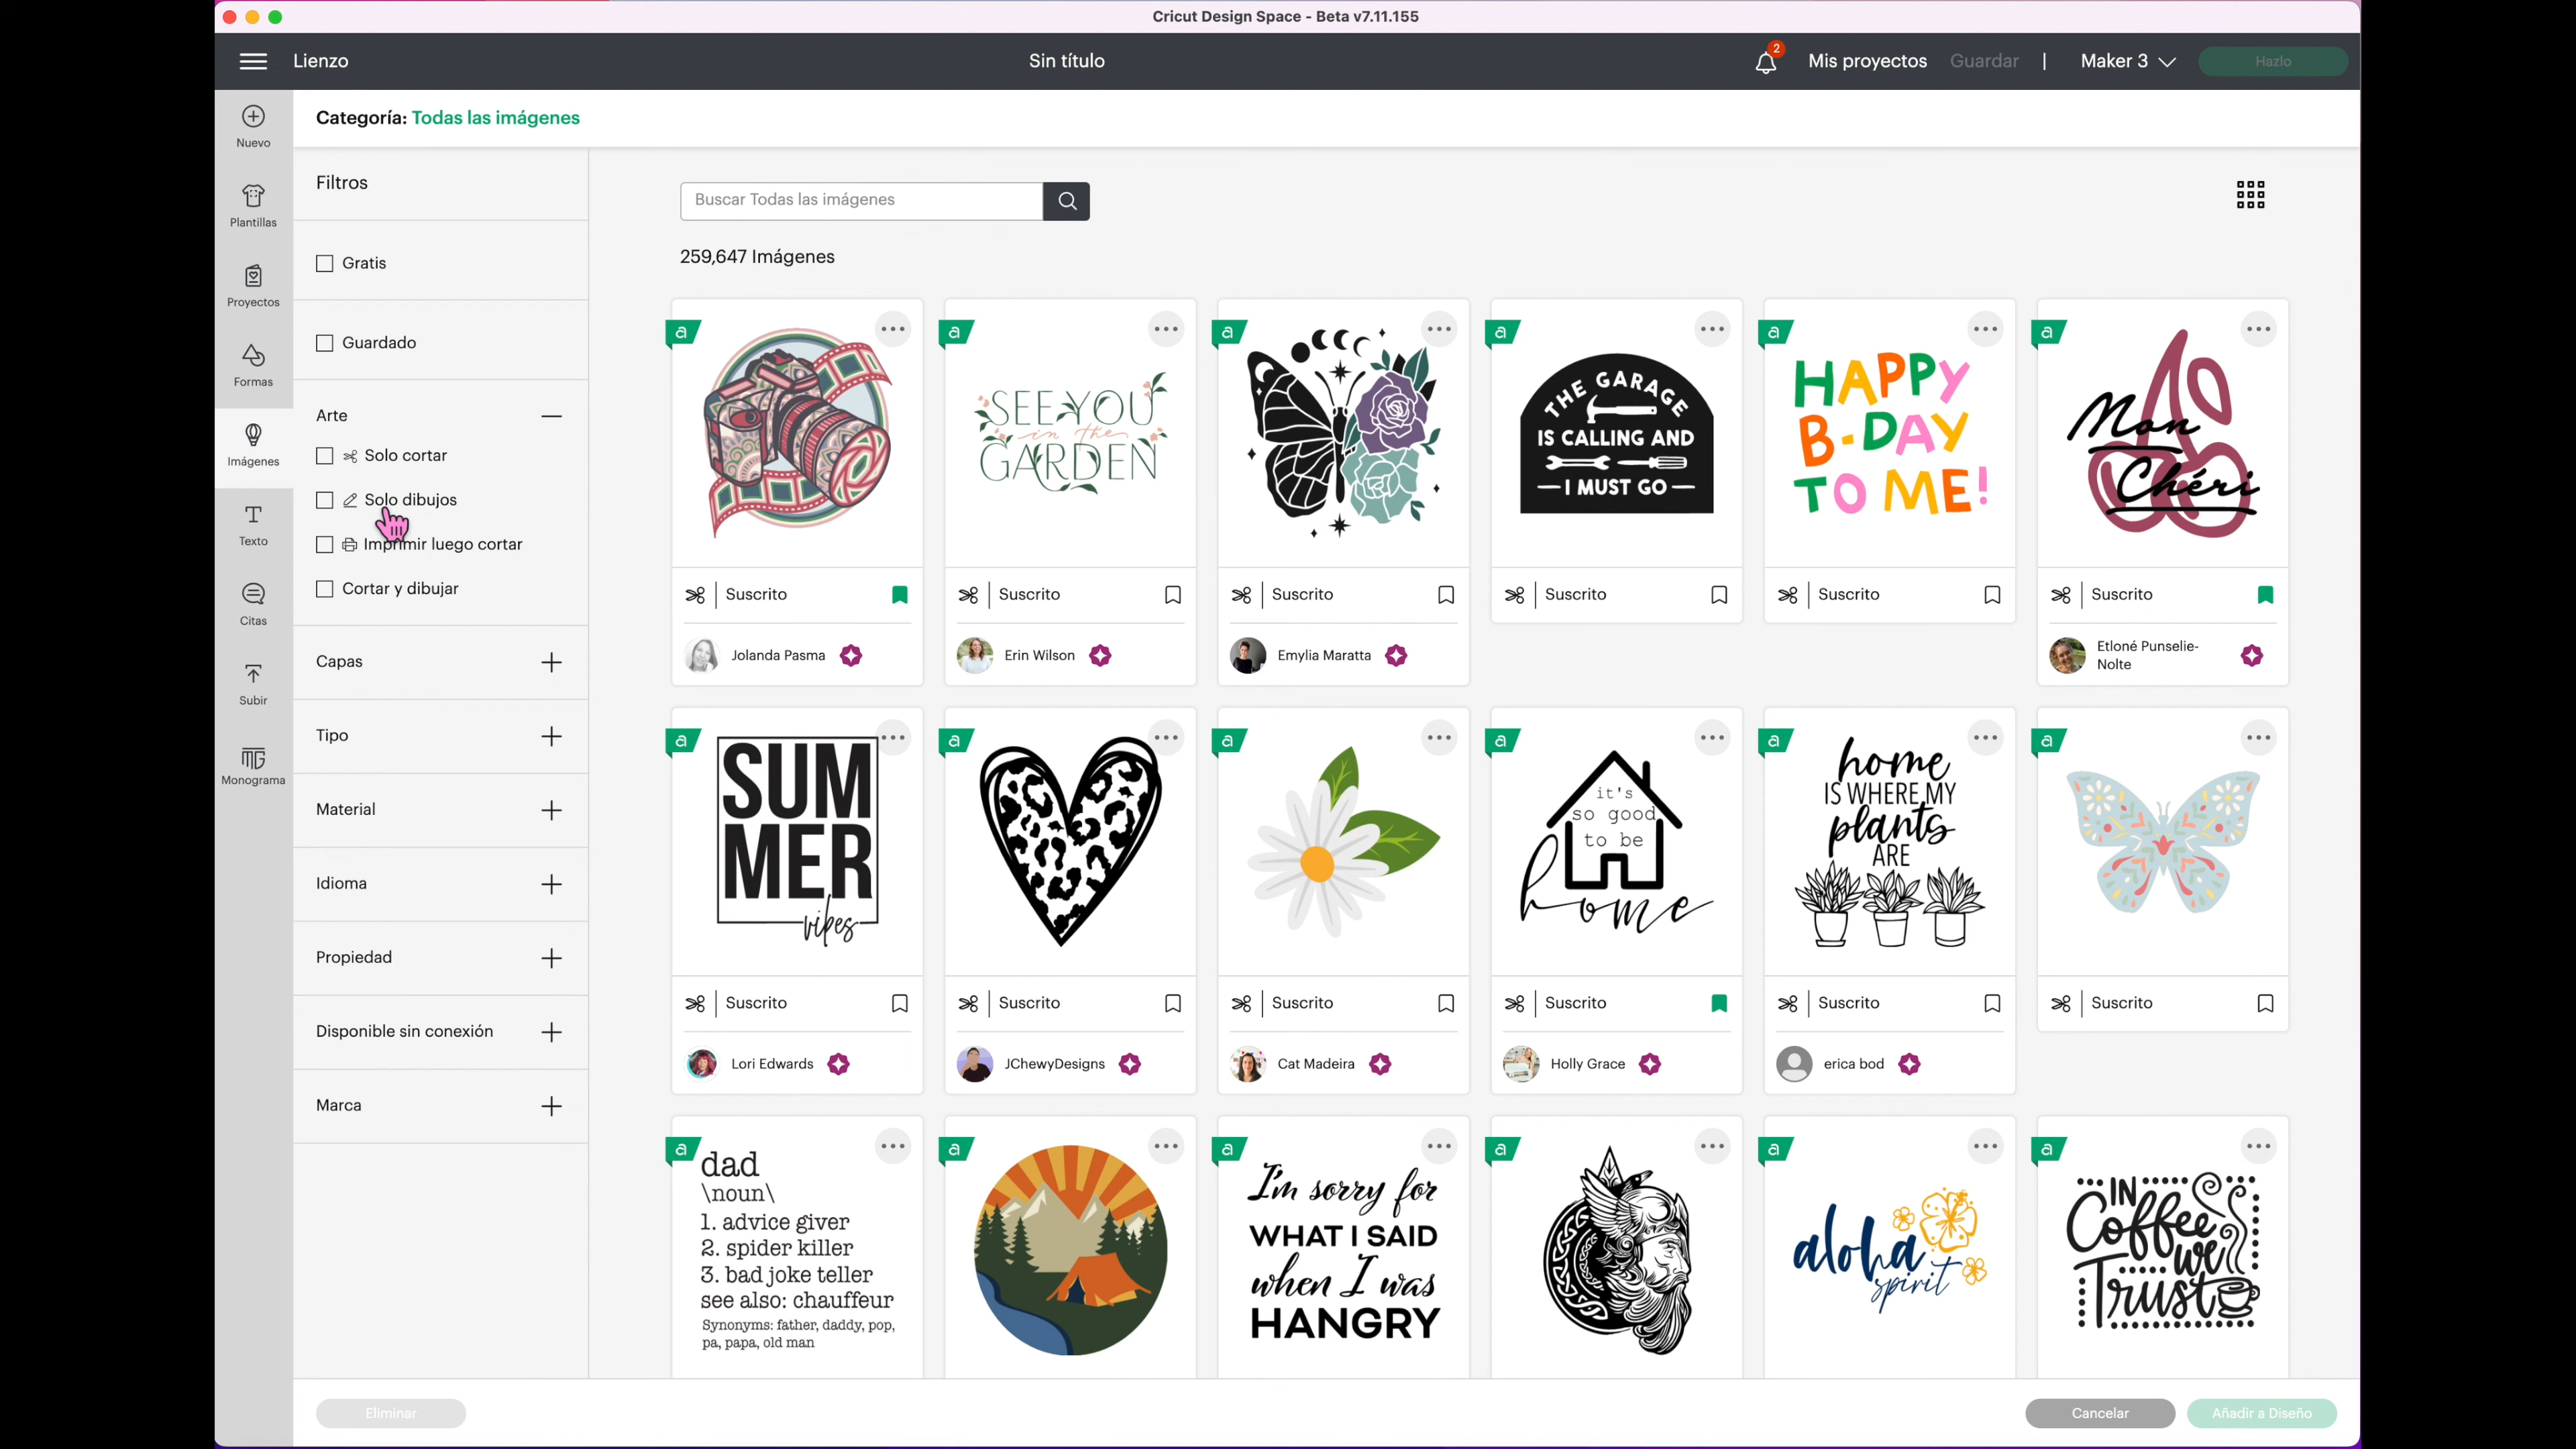 Cricut Design Space - Beta v7.11.155
Lienzo
Sin título
2
Mis proyectos
Guardar
Maker 3
Hazlo
Nuevo
Plantillas
Proyectos
Formas
Imágenes
Texto
Citas
Subir
Monograma
Categoría: Todas las imágenes
Filtros
Gratis
Guardado
Arte
Solo cortar
Solo dibujos
Imprimir luego cortar
Cortar y dibujar
Capas
Tipo
Material
Idioma
Propiedad
Disponible sin conexión
Marca
Buscar Todas las imágenes
259,647 Imágenes
a
Suscrito
Jolanda Pasma
a
SEE YOU
in the
GARDEN
Suscrito
Erin Wilson
a
Suscrito
Emylia Maratta
a
THE GARAGE
IS CALLING AND
I MUST GO
Suscrito
a
HAPPY
B-DAY
TO ME!
Suscrito
a
Mon
Chéri
Suscrito
Etloné Punselie-
Nolte
a
SUM
MER
vibes
Suscrito
Lori Edwards
a
Suscrito
JChewyDesigns
a
Suscrito
Cat Madeira
a
it's
so good
to be
home
Suscrito
Holly Grace
a
home
IS WHERE MY
plants
ARE
Suscrito
erica bod
a
Suscrito
a
dad
\noun\
1. advice giver
2. spider killer
3. bad joke teller
see also: chauffeur
Synonyms: father, daddy, pop,
pa, papa, old man
a
a
I'm sorry for
WHAT I SAID
when I was
HANGRY
a
a
aloha
spirit
a
IN
Coffee
we
Trust
Eliminar
Cancelar
Añadir a Diseño